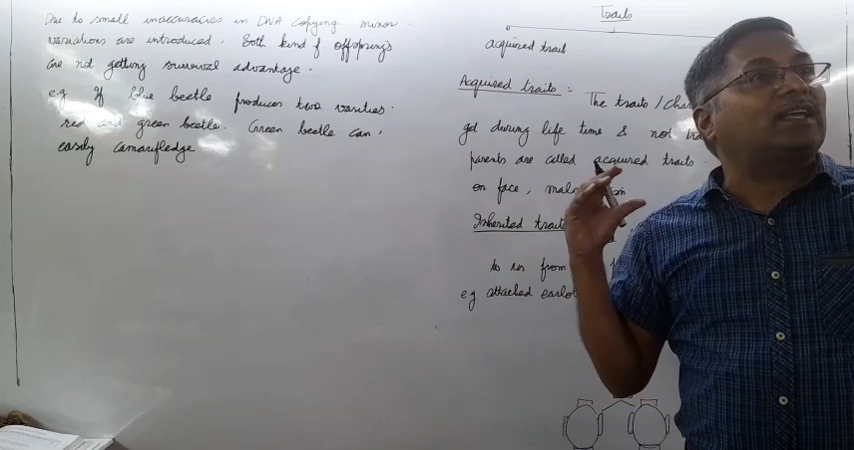 Due to small inaccuracies in DNA copying minor
variations are introduced. Both kind of offsprings
are not getting survival advantage.
e.g If blue beetle produces two varities.
red and green beetle. Green beetle can,
easily camoufledge
Traits
acquired trait
Acquired traits : The traits / Char
get during life time & not
parents are called acquired traits
on face,
Inherited trait
to us from
eg attached earlo